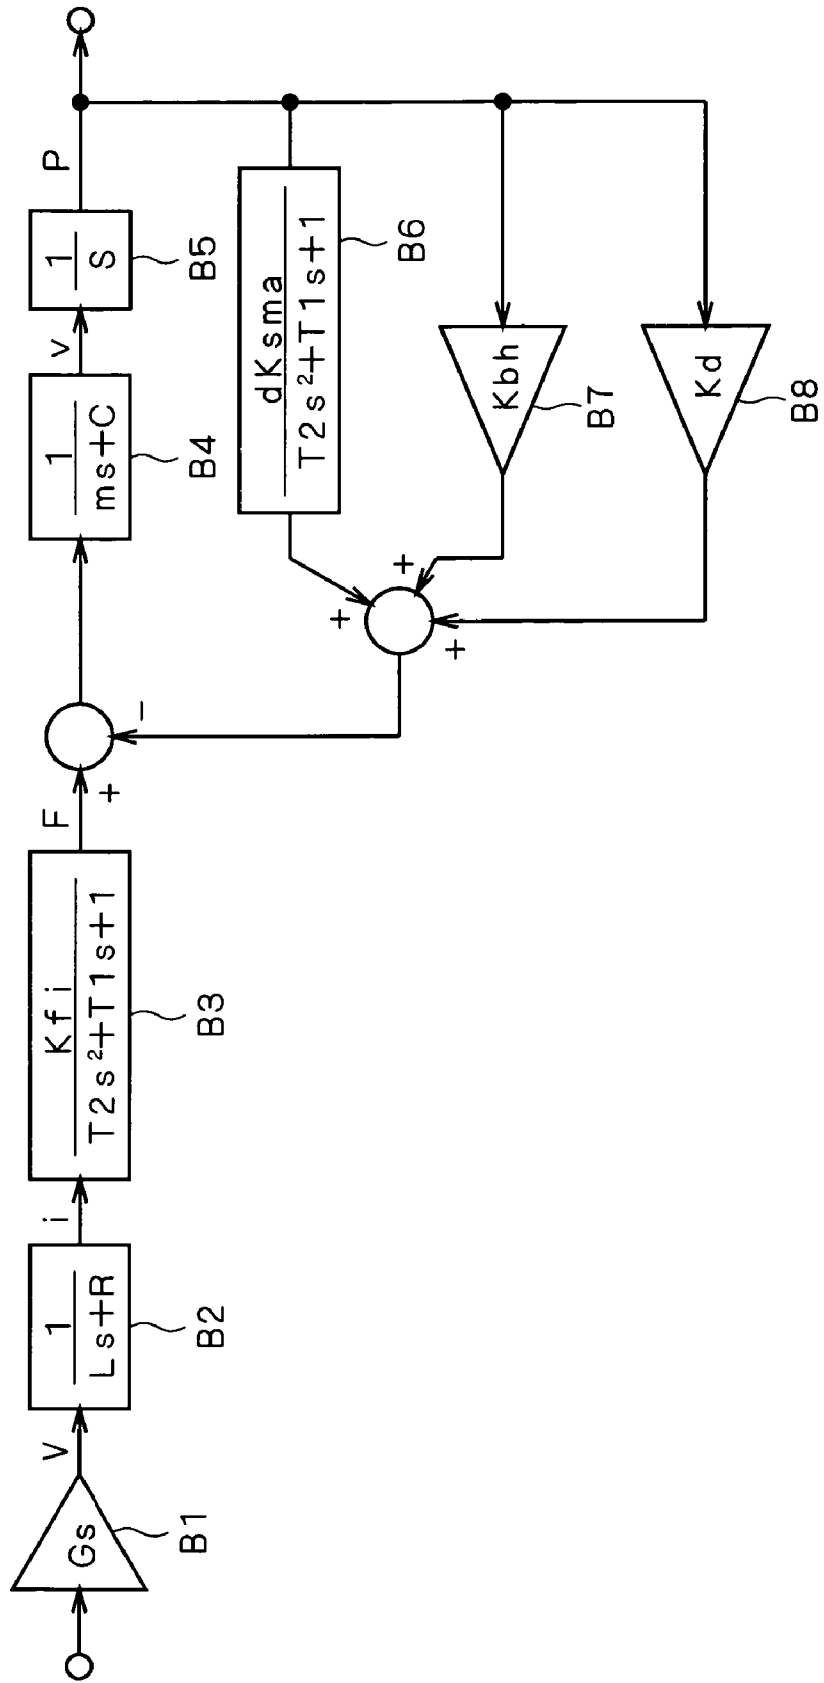 Gs
B1
V
1
Ls+R
B2
i
Kfi
T2s²+T1s+1
B3
F
+
-
1
ms+C
B4
v
1
S
B5
P
dKsma
T2s²+T1s+1
B6
+
+
+
Kbh
B7
Kd
B8